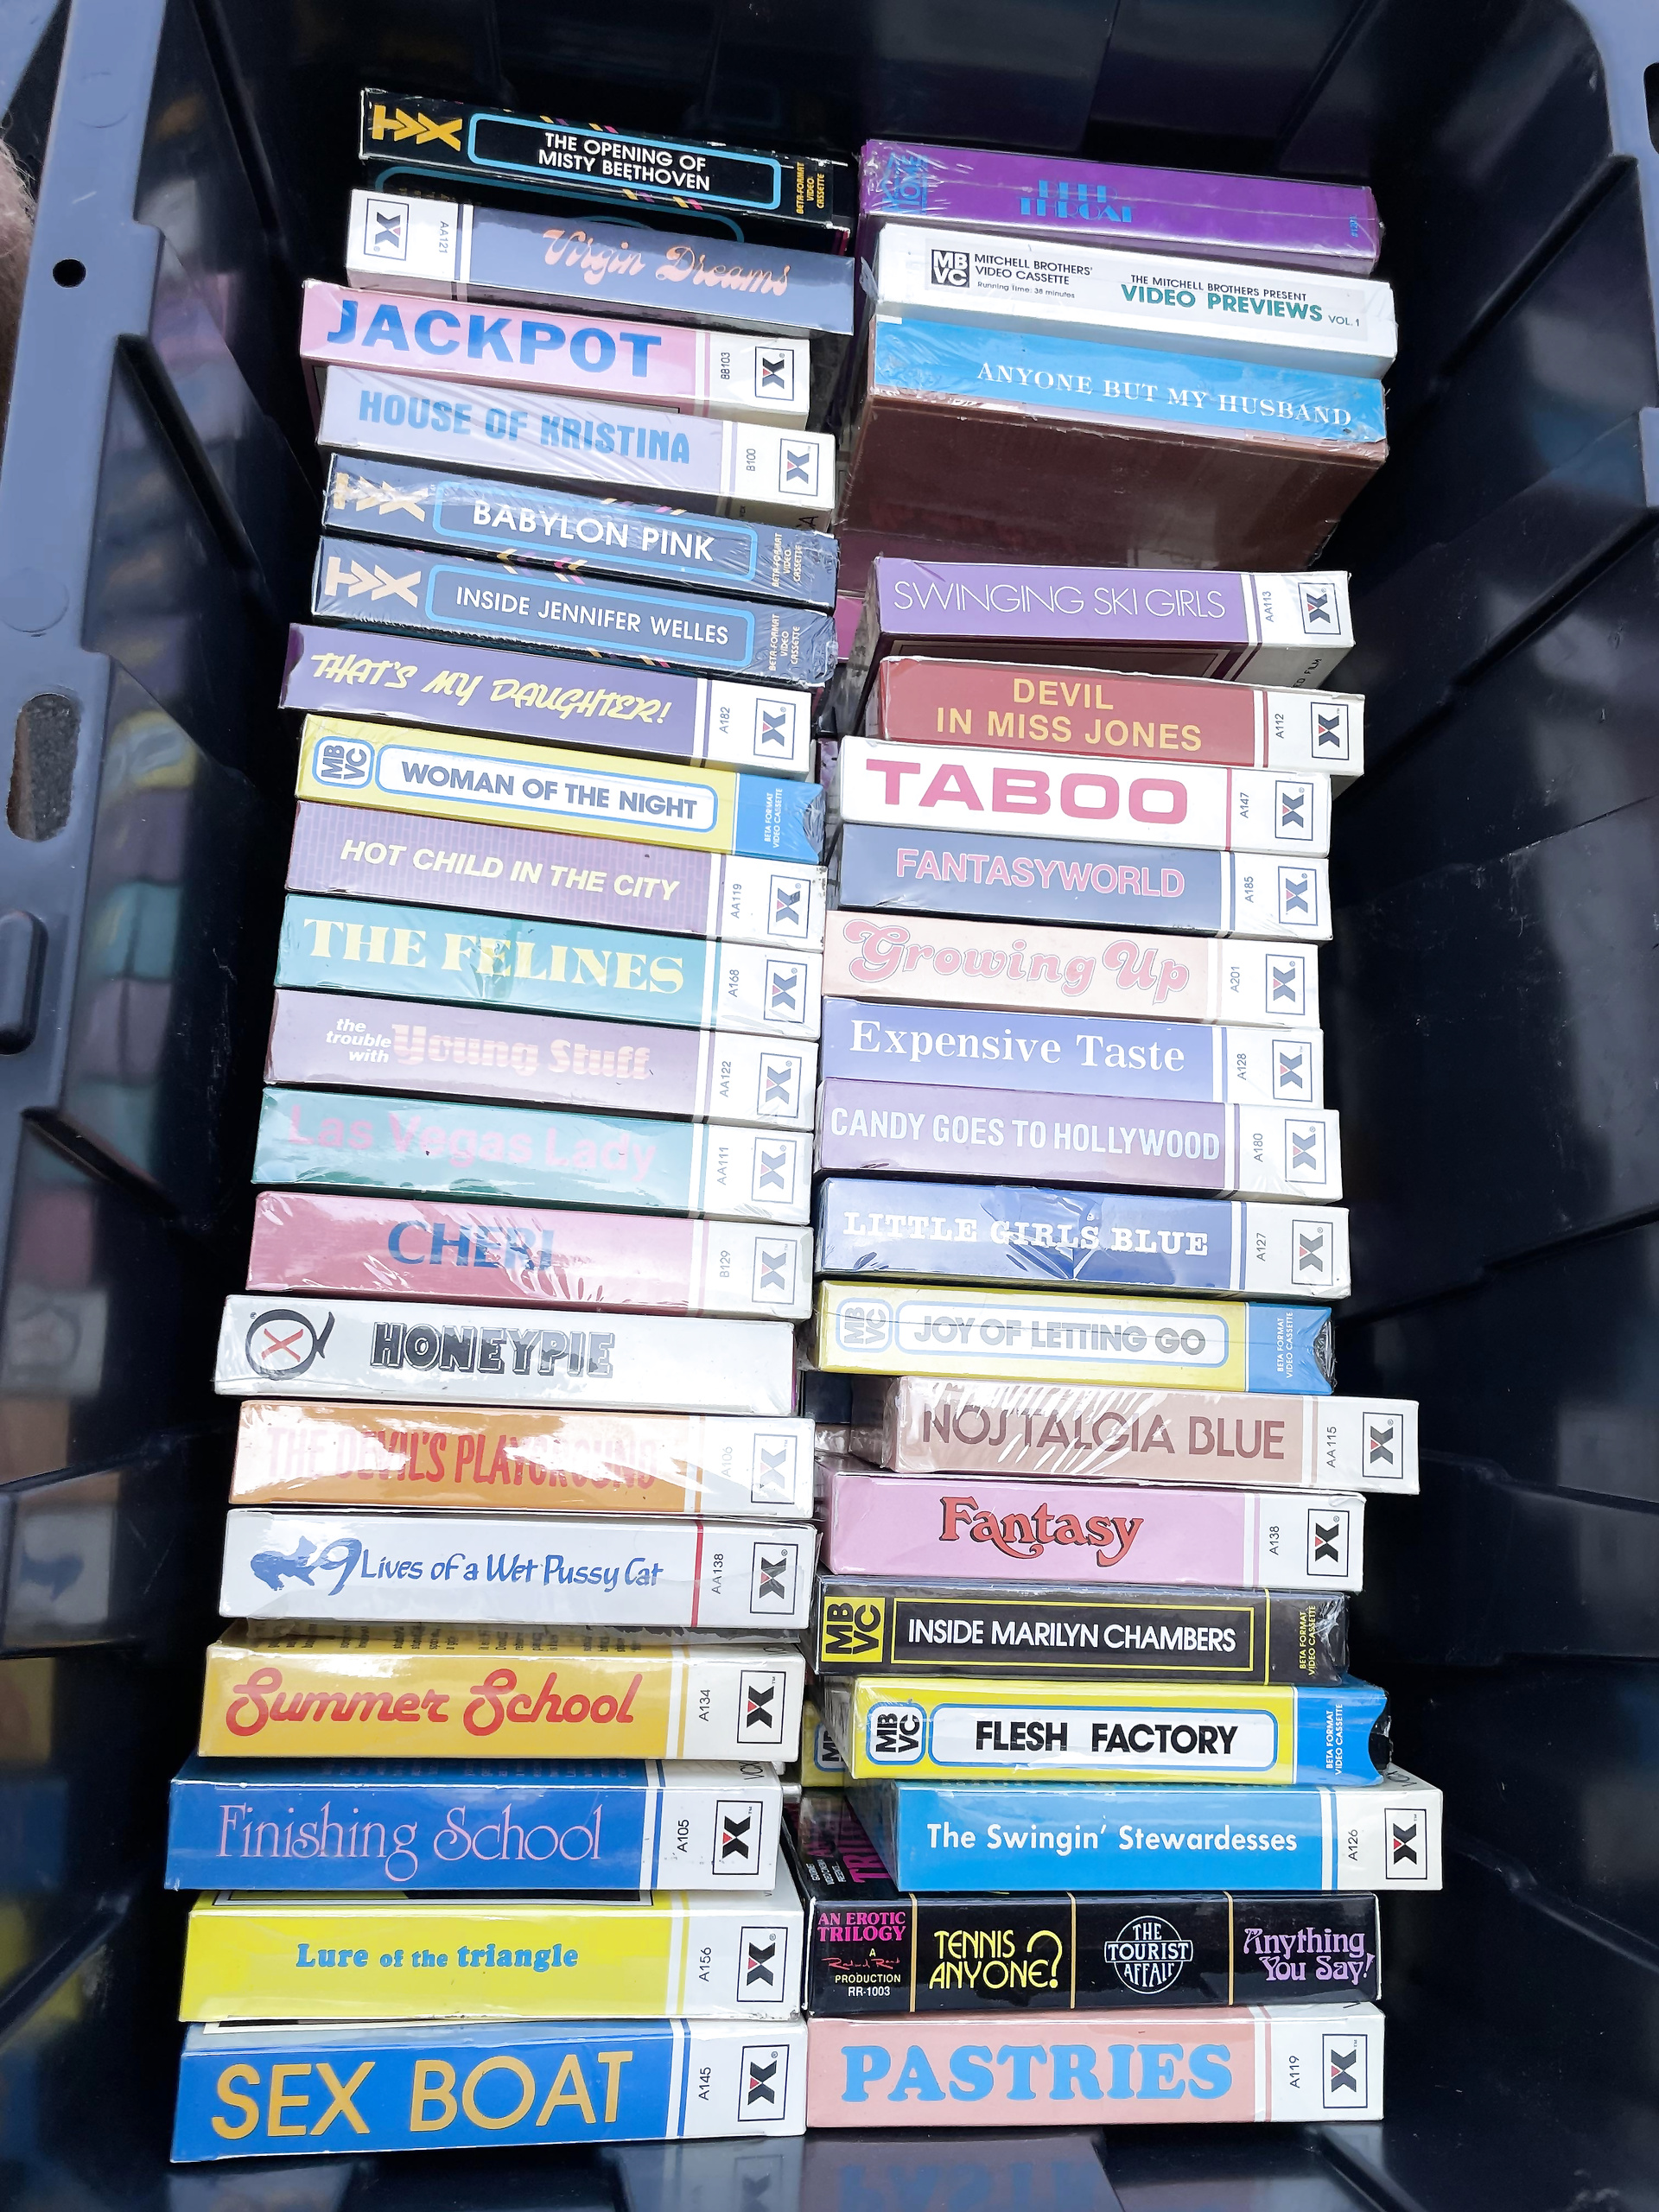 THE OPENING OF
MISTY BEETHOVEN
BETA-FORMAT
VIDEO
CASSETTE
AA121
Virgin Dreams
JACKPOT
BB103
HOUSE OF KRISTINA
B100
BABYLON PINK
BETA-FORMAT
VIDEO
CASSETTE
INSIDE JENNIFER WELLES
BETA-FORMAT
VIDEO
CASSETTE
THAT'S MY DAUGHTER!
A182
MB
VC
WOMAN OF THE NIGHT
BETA FORMAT
VIDEO CASSETTE
HOT CHILD IN THE CITY
AA119
THE FELINES
A168
the
trouble
with
Young Stuff
AA122
Las Vegas Lady
AA111
CHERI
B129
HONEYPIE
THE DEVIL'S PLAYGROUND
A106
9 Lives of a Wet Pussy Cat
AA138
Summer School
A134
Finishing School
A105
Lure of the triangle
A156
SEX BOAT
A145
DEEP
THROAT
MB
VC
MITCHELL BROTHERS'
VIDEO CASSETTE
Running Time: 38 minutes
THE MITCHELL BROTHERS PRESENT
VIDEO PREVIEWS VOL.1
ANYONE BUT MY HUSBAND
SWINGING SKI GIRLS
AA113
DEVIL
IN MISS JONES
A112
TABOO
A147
FANTASYWORLD
A185
Growing Up
A201
Expensive Taste
A128
CANDY GOES TO HOLLYWOOD
A180
LITTLE GIRLS BLUE
A127
MB
VC
JOY OF LETTING GO
BETA FORMAT
VIDEO CASSETTE
NOSTALGIA BLUE
AA115
Fantasy
A138
MB
VC
INSIDE MARILYN CHAMBERS
BETA FORMAT
VIDEO CASSETTE
MB
VC
FLESH FACTORY
BETA FORMAT
VIDEO CASSETTE
The Swingin' Stewardesses
A126
AN EROTIC
TRILOGY
A
PRODUCTION
RR-1003
TENNIS
ANYONE?
THE
TOURIST
AFFAIR
Anything
You Say!
PASTRIES
A119